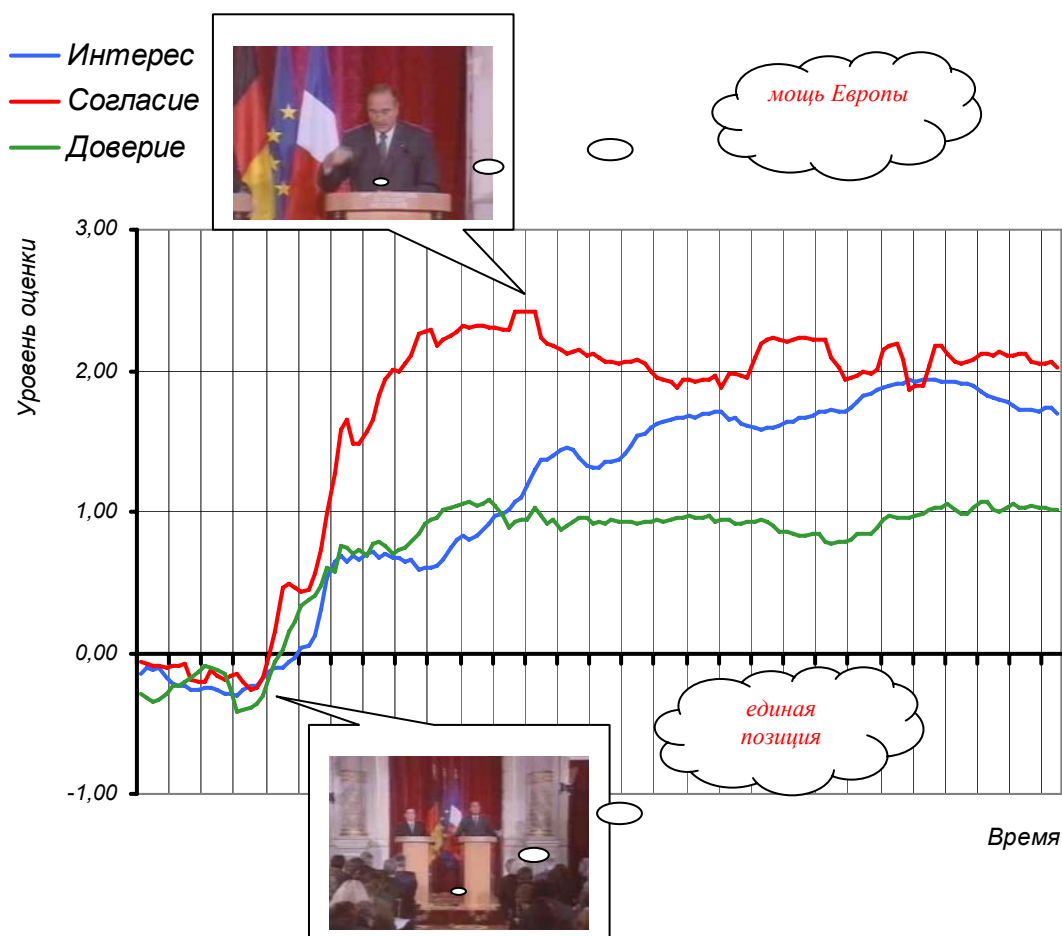 Интерес
Согласие
Доверие
мощь Европы
Уровень оценки
3,00
2,00
1,00
0,00
-1,00
единая
позиция
Время